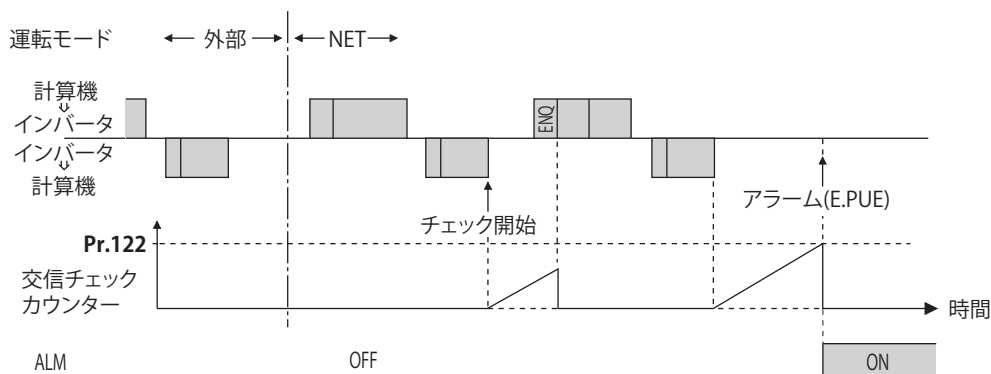 運転モード
外部
NET
計算機
インバータ
インバータ
計算機
ENQ
チェック開始
アラーム(E.PUE)
Pr.122
交信チェック
カウンター
時間
ALM
OFF
ON